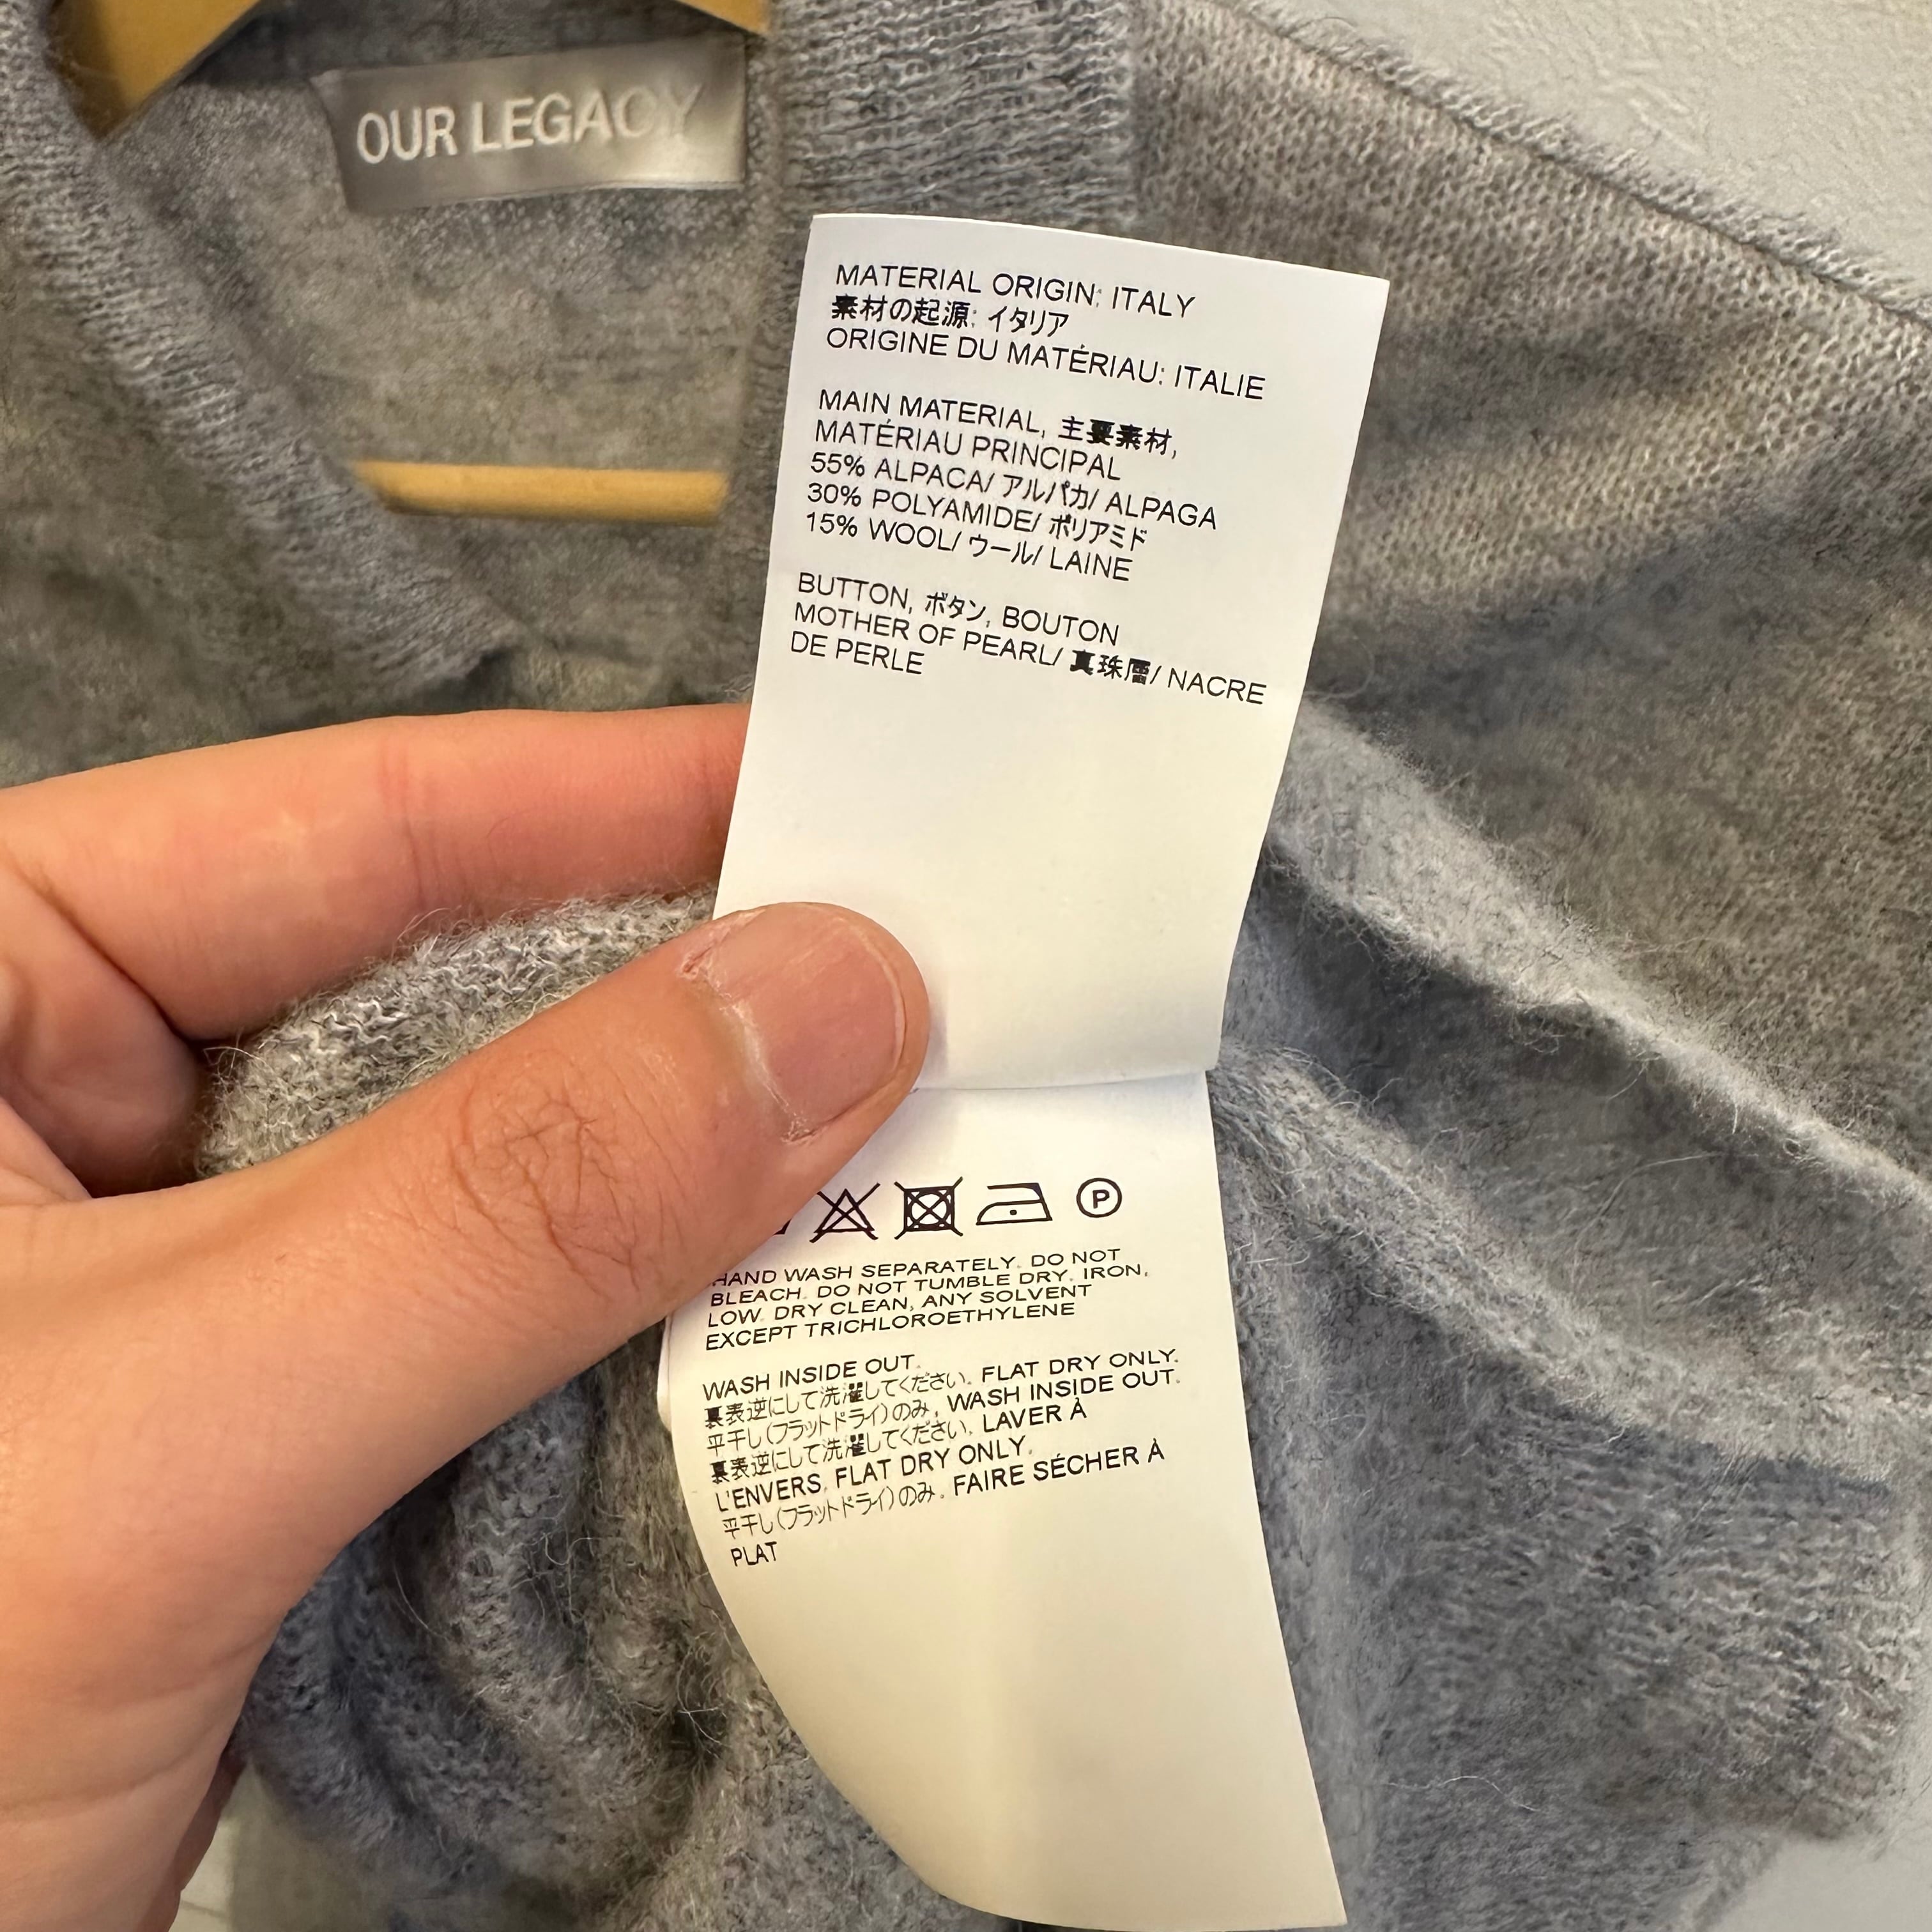 OUR LEGACY
MATERIAL ORIGIN: ITALY
素材の起源: イタリア
ORIGINE DU MATÉRIAU: ITALIE
MAIN MATERIAL, 主要素材,
MATÉRIAU PRINCIPAL
55% ALPACA/ アルパカ/ ALPAGA
30% POLYAMIDE/ ポリアミド
15% WOOL/ ウール/ LAINE
BUTTON, ボタン, BOUTON
MOTHER OF PEARL/ 真珠層/ NACRE
DE PERLE
P
HAND WASH SEPARATELY. DO NOT
BLEACH. DO NOT TUMBLE DRY. IRON,
LOW. DRY CLEAN, ANY SOLVENT
EXCEPT TRICHLOROETHYLENE
WASH INSIDE OUT.
裏表逆にして洗濯してください. FLAT DRY ONLY.
平干し(フラットドライ)のみ. WASH INSIDE OUT.
裏表逆にして洗濯してください. LAVER À
L'ENVERS. FLAT DRY ONLY.
平干し(フラットドライ)のみ. FAIRE SÉCHER À
PLAT